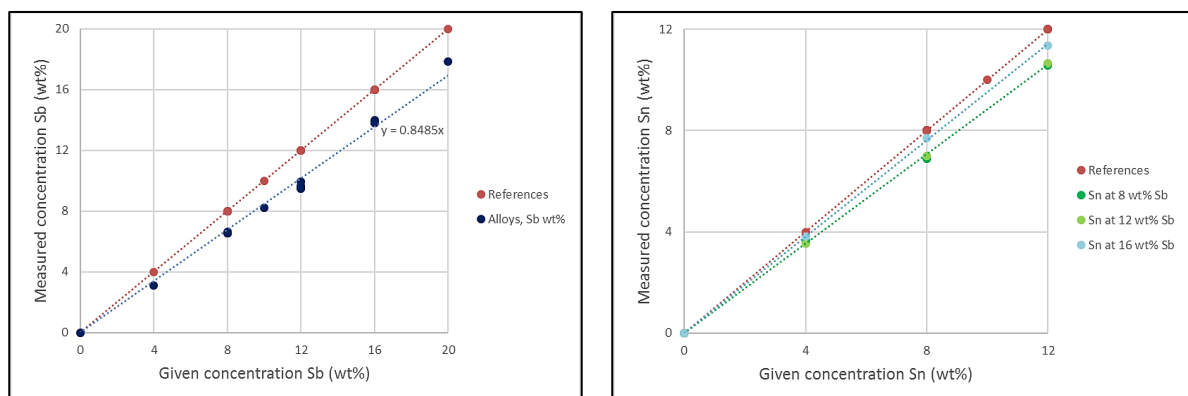 20
16
12
8
4
0
Measured concentration Sb (wt%)
y = 0.8485x
0 4 8 12 16 20
Given concentration Sb (wt%)
References
Alloys, Sb wt%
12
8
4
0
Measured concentration Sn (wt%)
0 4 8 12
Given concentration Sn (wt%)
References
Sn at 8 wt% Sb
Sn at 12 wt% Sb
Sn at 16 wt% Sb